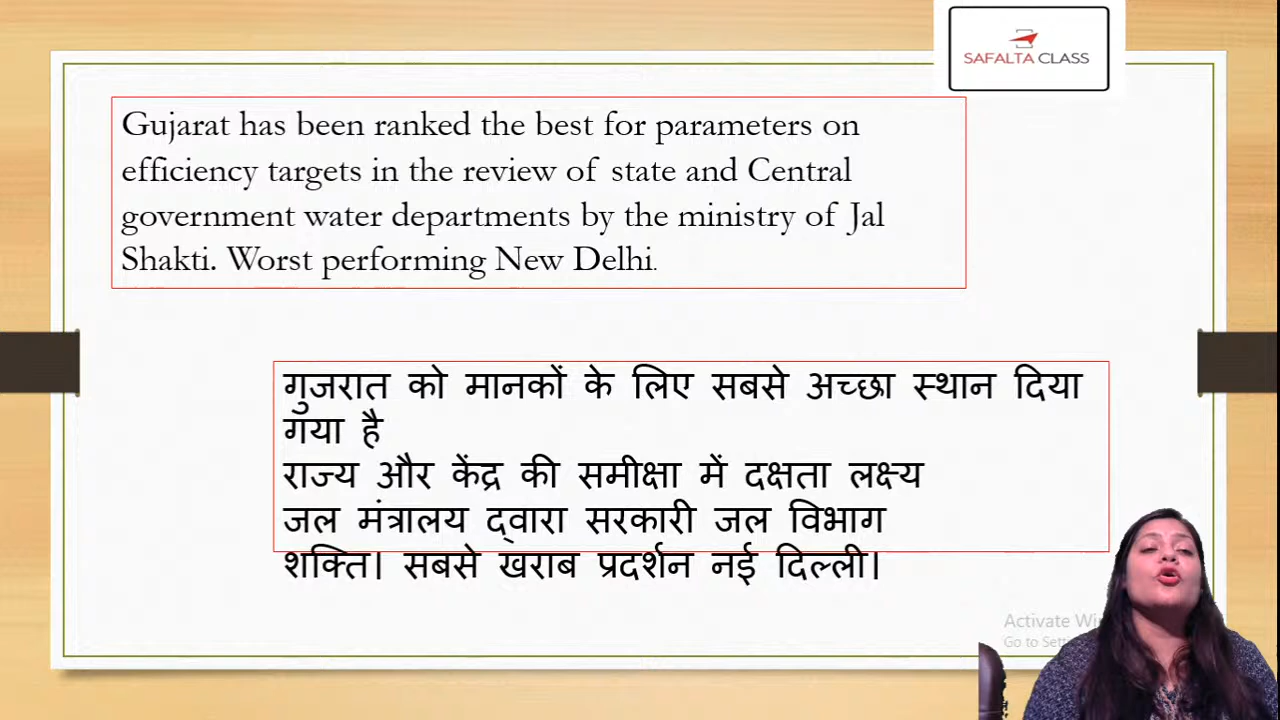 SAFALTA CLASS
Gujarat has been ranked the best for parameters on
efficiency targets in the review of state and Central
government water departments by the ministry of Jal
Shakti. Worst performing New Delhi.
गुजरात को मानकों के लिए सबसे अच्छा स्थान दिया
गया है
राज्य और केंद्र की समीक्षा में दक्षता लक्ष्य
जल मंत्रालय द्वारा सरकारी जल विभाग
शक्ति। सबसे खराब प्रदर्शन नई दिल्ली।
Activate
Go to